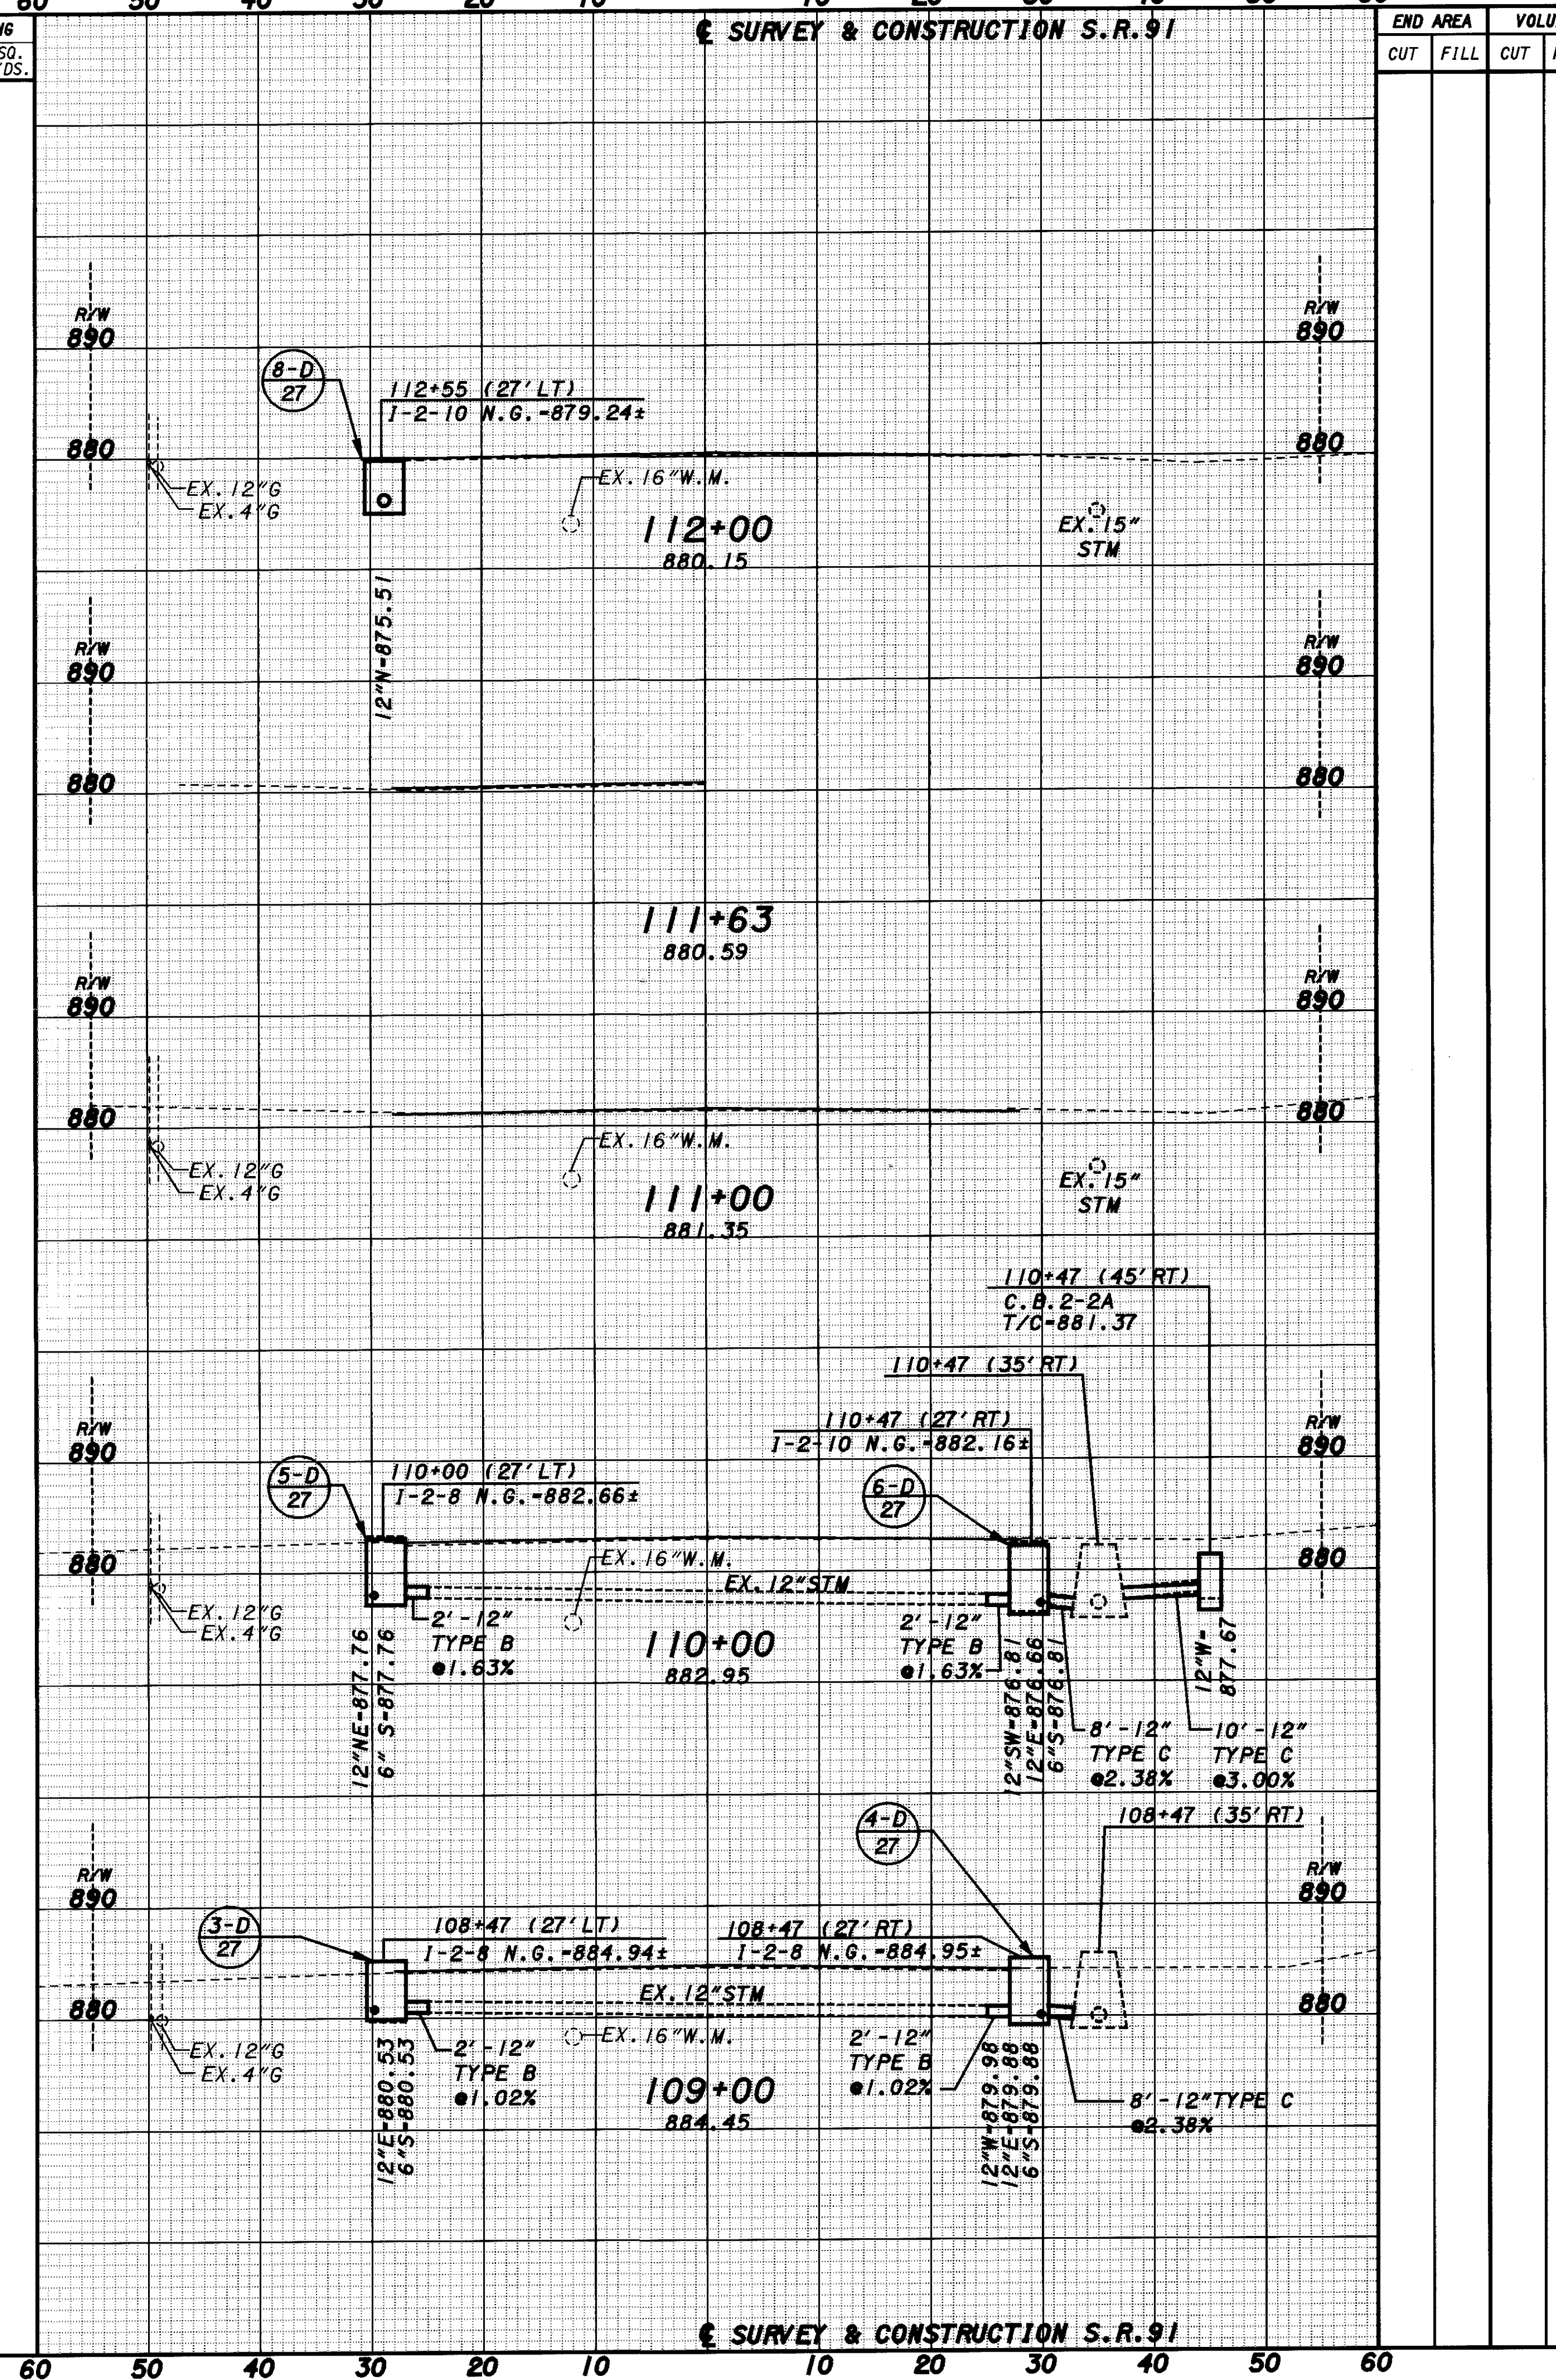 60 50 40 30 20 10 10 20 30 40 50 60
℄ SURVEY & CONSTRUCTION S.R.91
SQ.
YDS.
END AREA
CUT FILL
CUT
R/W
890
R/W
890
8-D
27
112+55 (27' LT)
I-2-10 N.G.=879.24±
880
880
EX. 12"G
EX. 4"G
EX. 16"W.M.
EX. 15"
STM
112+00
880.15
12"N=875.51
R/W
890
R/W
890
880
880
111+63
880.59
R/W
890
R/W
890
880
880
EX. 12"G
EX. 4"G
EX. 16"W.M.
EX. 15"
STM
111+00
881.35
110+47 (45' RT)
C.B.2-2A
T/C=881.37
110+47 (35' RT)
110+47 (27' RT)
I-2-10 N.G.=882.16±
R/W
890
R/W
890
5-D
27
110+00 (27' LT)
I-2-8 N.G.=882.66±
6-D
27
880
880
EX. 16"W.M.
EX. 12"STM
EX. 12"G
EX. 4"G
2'-12"
TYPE B
@1.63%
110+00
882.95
2'-12"
TYPE B
@1.63%
12"NE=877.76
6" S=877.76
12"SW=876.81
12"E=876.66
6"S=876.81
12"W=
877.67
8'-12"
TYPE C
@2.38%
10'-12"
TYPE C
@3.00%
4-D
27
108+47 (35' RT)
R/W
890
R/W
890
3-D
27
108+47 (27' LT)
I-2-8 N.G.=884.94±
108+47 (27' RT)
I-2-8 N.G.=884.95±
880
880
EX. 12"STM
EX. 16"W.M.
EX. 12"G
EX. 4"G
2'-12"
TYPE B
@1.02%
109+00
884.45
2'-12"
TYPE B
@1.02%
12"E=880.53
6"S=880.53
12"W=879.98
12"E=879.88
6"S=879.88
8'-12"TYPE C
@2.38%
℄ SURVEY & CONSTRUCTION S.R.91
60 50 40 30 20 10 10 20 30 40 50 60